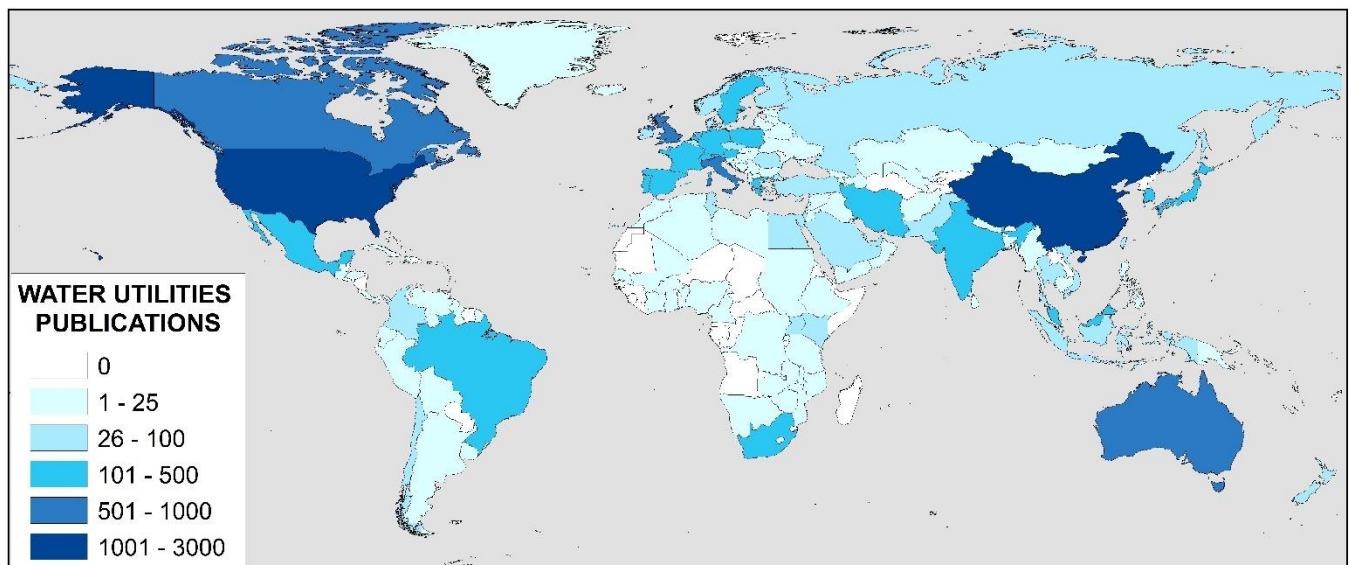 WATER UTILITIES
PUBLICATIONS
0
1 - 25
26 - 100
101 - 500
501 - 1000
1001 - 3000